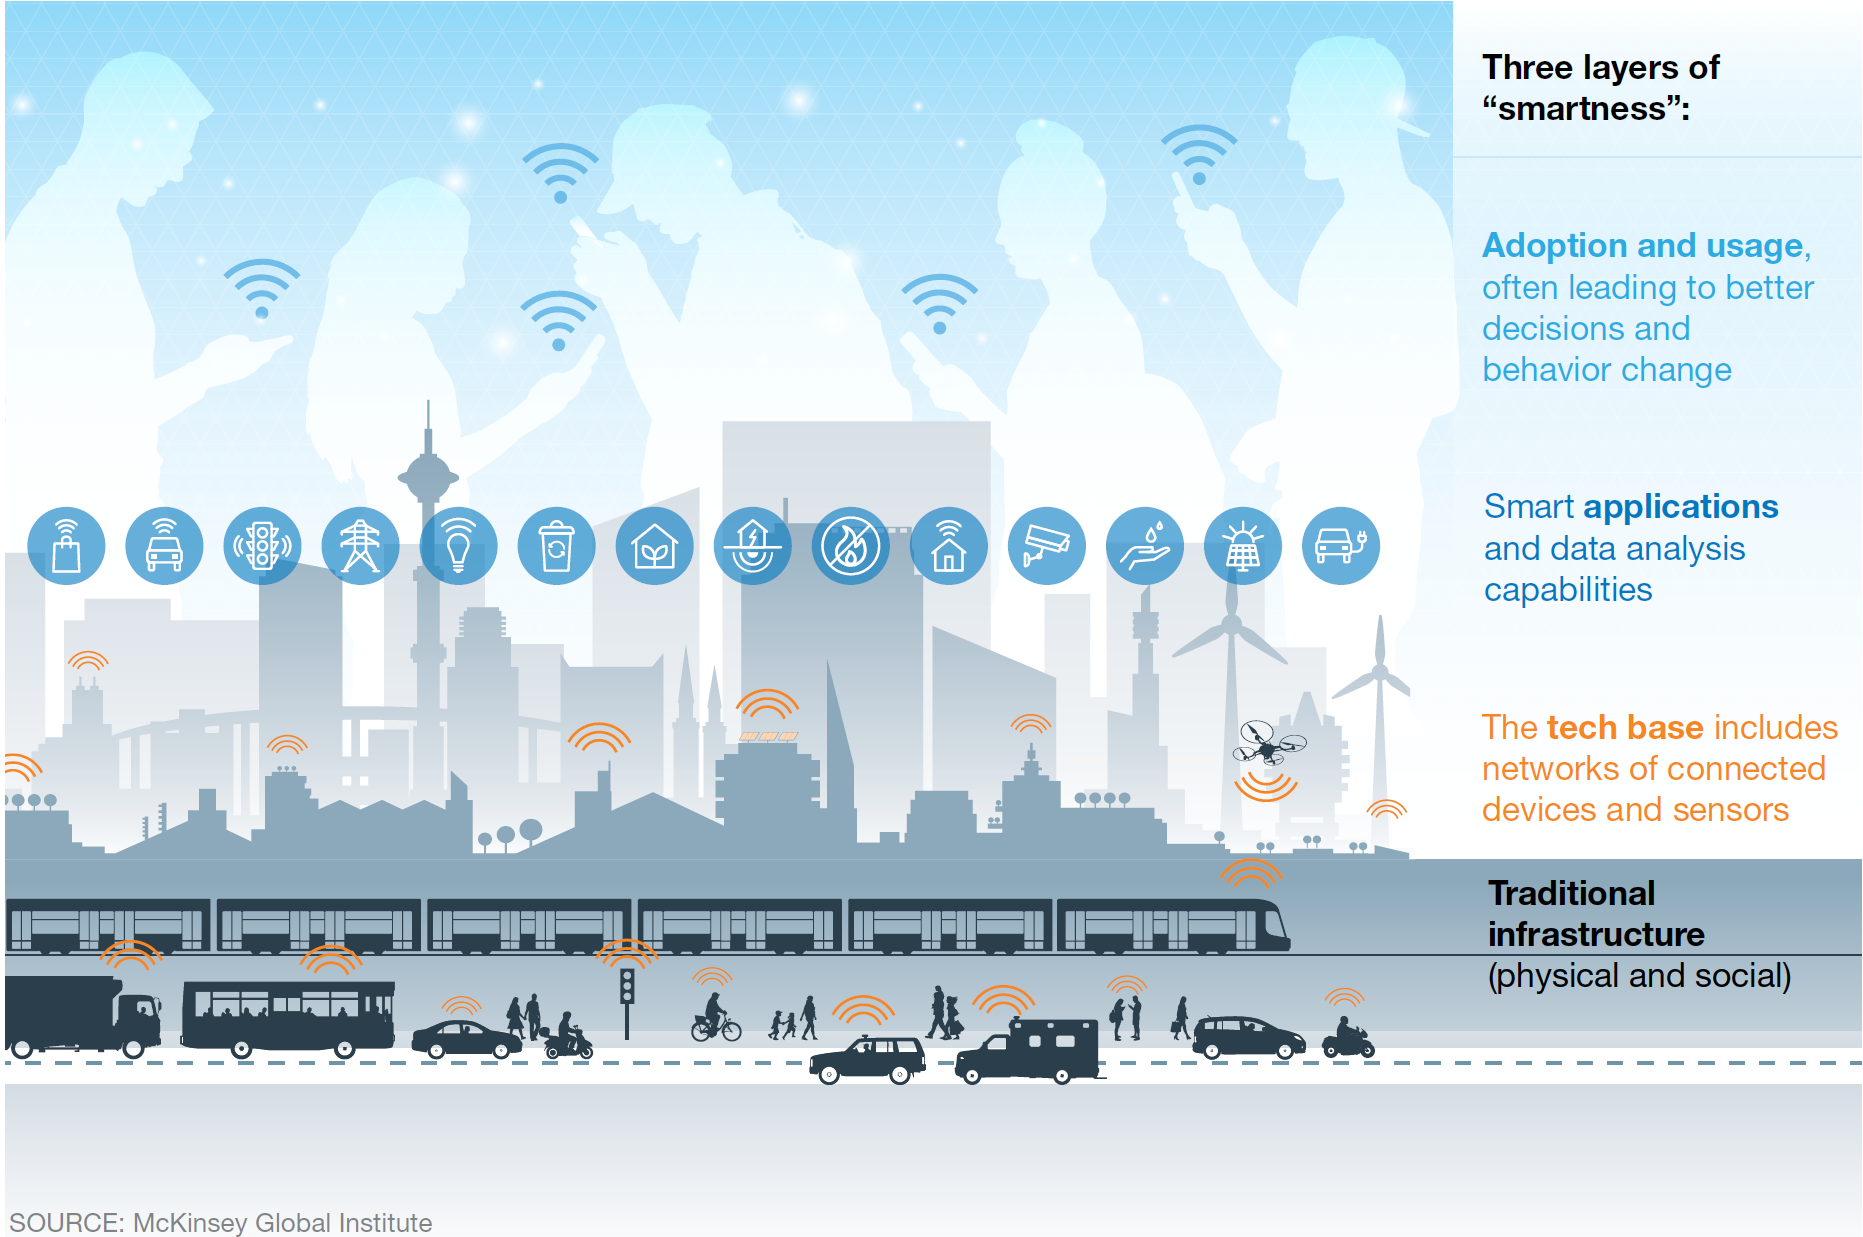 Three layers of
“smartness”:
Adoption and usage,
often leading to better
decisions and
behavior change
Smart applications
and data analysis
capabilities
The tech base includes
networks of connected
devices and sensors
Traditional
infrastructure
(physical and social)
SOURCE: McKinsey Global Institute